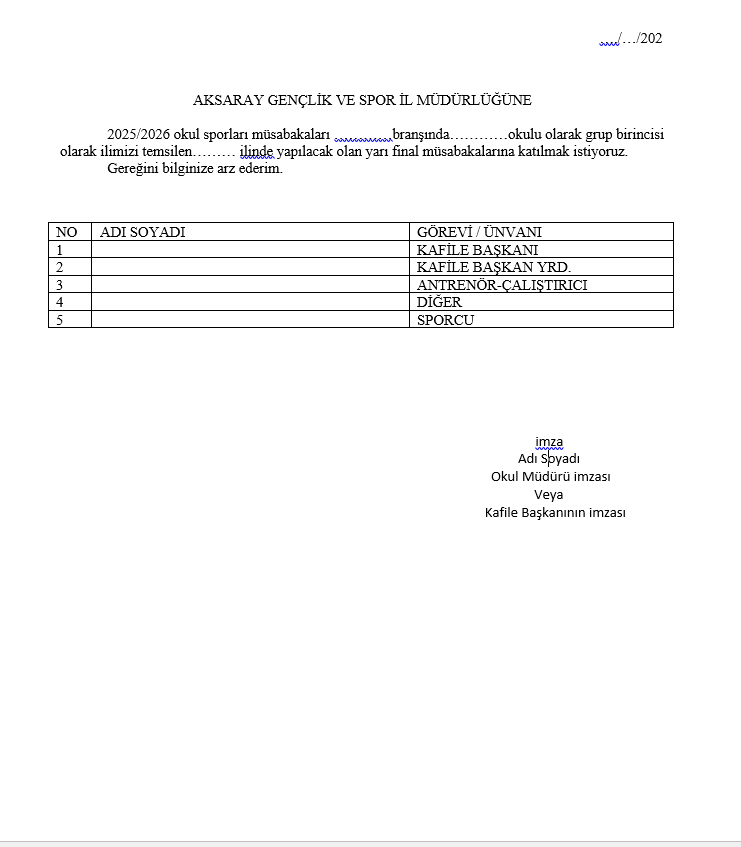 ..../.../202
AKSARAY GENÇLİK VE SPOR İL MÜDÜRLÜĞÜNE
2025/2026 okul sporları müsabakaları ............branşında…………okulu olarak grup birincisi
olarak ilimizi temsilen……… ilinde yapılacak olan yarı final müsabakalarına katılmak istiyoruz.
Gereğini bilginize arz ederim.
NO ADI SOYADI GÖREVİ / ÜNVANI
1 KAFİLE BAŞKANI
2 KAFİLE BAŞKAN YRD.
3 ANTRENÖR-ÇALIŞTIRICI
4 DİĞER
5 SPORCU
imza
Adı Soyadı
Okul Müdürü imzası
Veya
Kafile Başkanının imzası